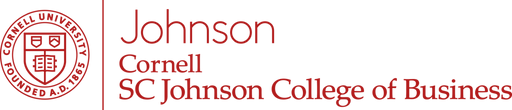 CORNELL UNIVERSITY
FOUNDED A.D. 1865
Johnson
Cornell
SC Johnson College of Business